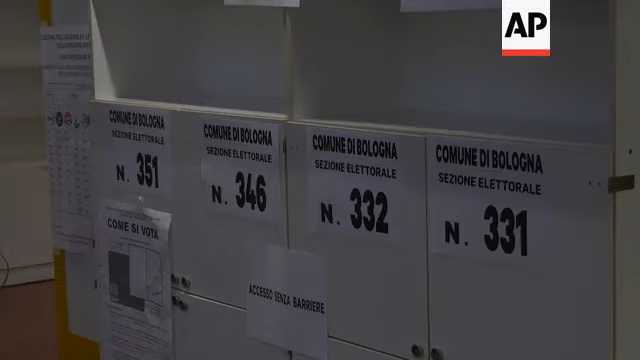 AP
COMUNE DI BOLOGNA
SEZIONE ELETTORALE
N. 351
COMUNE DI BOLOGNA
SEZIONE ELETTORALE
N. 346
COMUNE DI BOLOGNA
SEZIONE ELETTORALE
N. 332
COMUNE DI BOLOGNA
SEZIONE ELETTORALE
N. 331
COME SI VOTA
ACCESSO SENZA BARRIERE